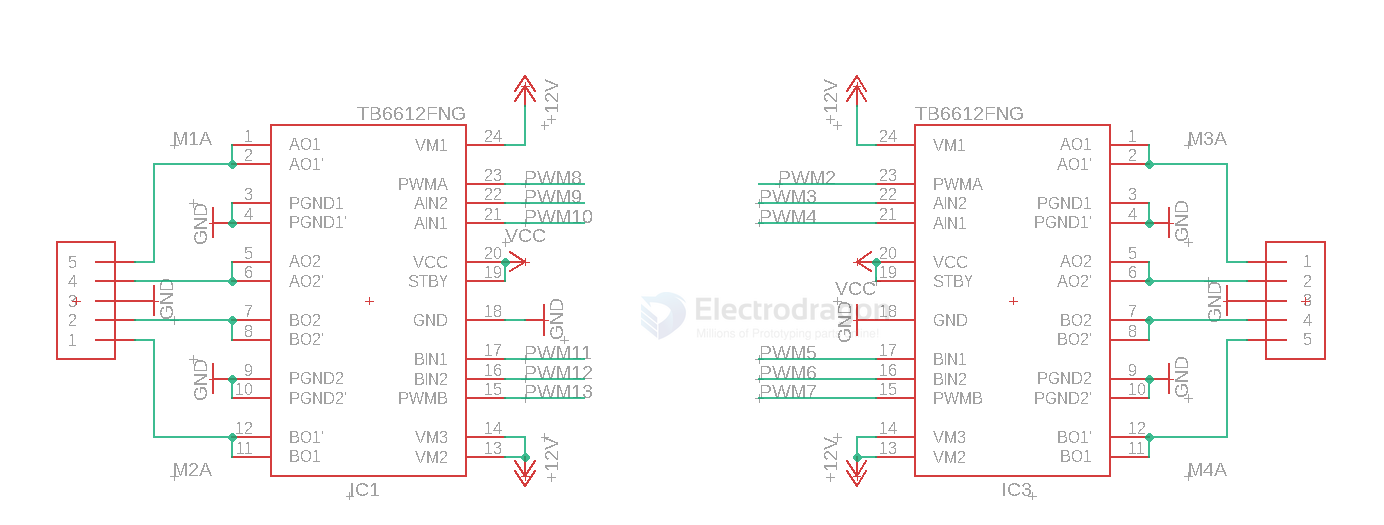 TB6612FNG
M1A
1 AO1
2 AO1'
3 PGND1
4 PGND1'
5 AO2
6 AO2'
7 BO2
8 BO2'
9 PGND2
10 PGND2'
12 BO1'
11 BO1
M2A
GND
GND
GND
5
4
3
2
1
VM1 24
PWMA 23 PWM8
AIN2 22 PWM9
AIN1 21 PWM10
VCC 20 VCC
STBY 19
GND 18 GND
BIN1 17 PWM11
BIN2 16 PWM12
PWMB 15 PWM13
VM3 14
VM2 13
+12V
+12V
IC1
Electrodragon
Millions of Prototyping part online!
TB6612FNG
+12V
24 VM1
PWM2 23 PWMA
PWM3 22 AIN2
PWM4 21 AIN1
20 VCC
19 STBY
VCC
GND 18 GND
PWM5 17 BIN1
PWM6 16 BIN2
PWM7 15 PWMB
14 VM3
13 VM2
+12V
AO1 1
AO1' 2
PGND1 3
PGND1' 4
AO2 5
AO2' 6
BO2 7
BO2' 8
PGND2 9
PGND2' 10
BO1' 12
BO1 11
M3A
GND
GND
GND
1
2
3
4
5
M4A
IC3